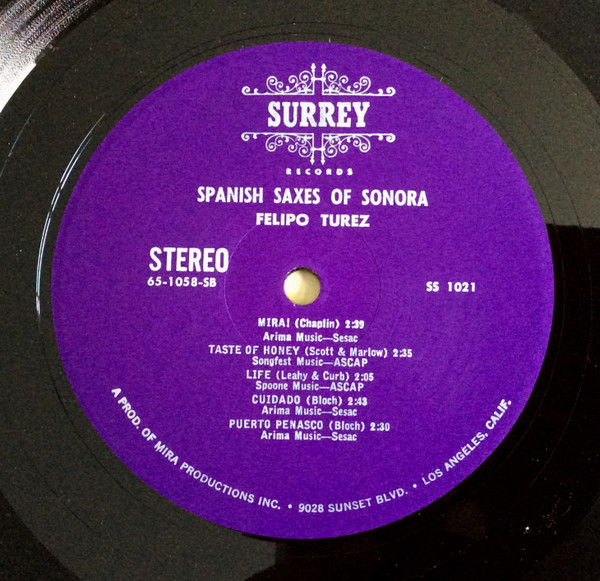 SURREY
RECORDS
SPANISH SAXES OF SONORA
FELIPO TUREZ
STEREO
65-1058-SB
SS 1021
MIRA! (Chaplin) 2:39
Arima Music—Sesac
TASTE OF HONEY (Scott & Marlow) 2:35
Songfest Music—ASCAP
LIFE (Leahy & Curb) 2:05
Spoone Music—ASCAP
CUIDADO (Bloch) 2:43
Arima Music—Sesac
PUERTO PENASCO (Bloch) 2:30
Arima Music—Sesac
A PROD. OF MIRA PRODUCTIONS INC. • 9028 SUNSET BLVD. • LOS ANGELES, CALIF.